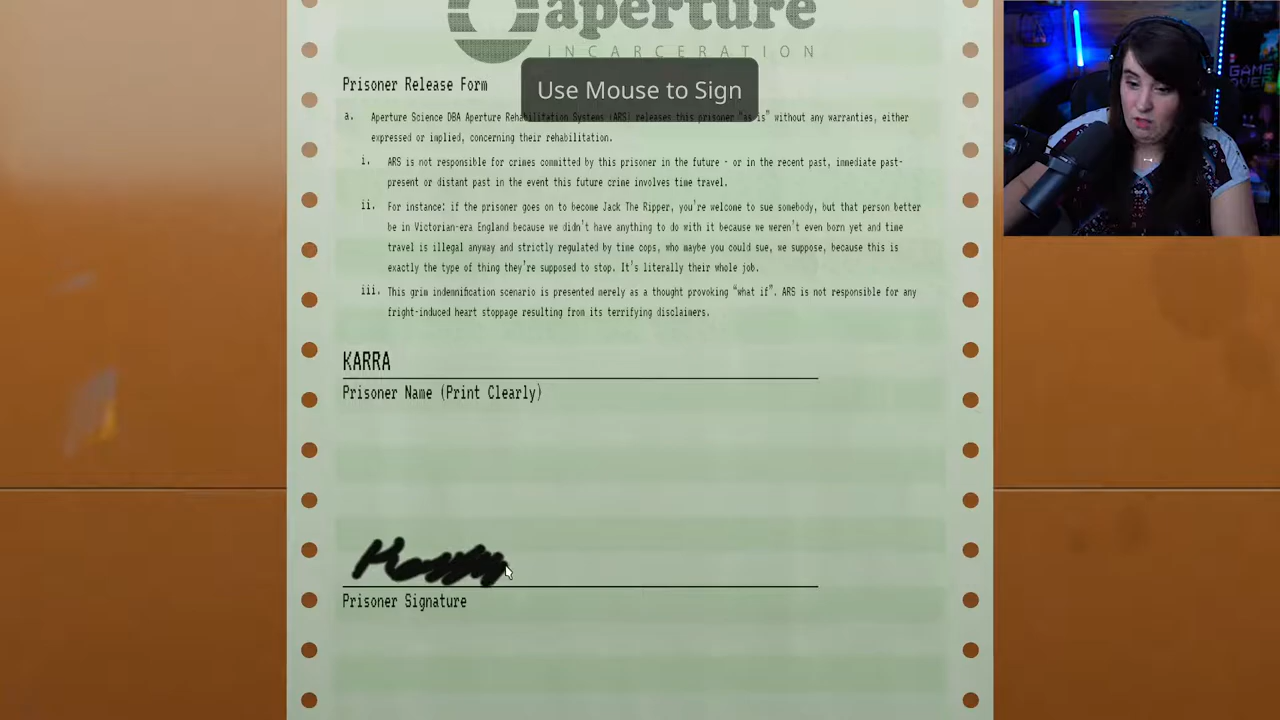 aperture
INCARCERATION
Prisoner Release Form
Use Mouse to Sign
a. Aperture Science DBA Aperture Rehabilitation Systems (ARS) releases this prisoner "as is" without any warranties, either
expressed or implied, concerning their rehabilitation.
i. ARS is not responsible for crimes committed by this prisoner in the future - or in the recent past, immediate past-
present or distant past in the event this future crime involves time travel.
ii. For instance: if the prisoner goes on to become Jack The Ripper, you're welcome to sue somebody, but that person better
be in Victorian-era England because we didn't have anything to do with it because we weren't even born yet and time
travel is illegal anyway and strictly regulated by time cops, who maybe you could sue, we suppose, because this is
exactly the type of thing they're supposed to stop. It's literally their whole job.
iii. This grim indemnification scenario is presented merely as a thought provoking "what if". ARS is not responsible for any
fright-induced heart stoppage resulting from its terrifying disclaimers.
KARRA
Prisoner Name (Print Clearly)
Prisoner Signature
GAME
OVER